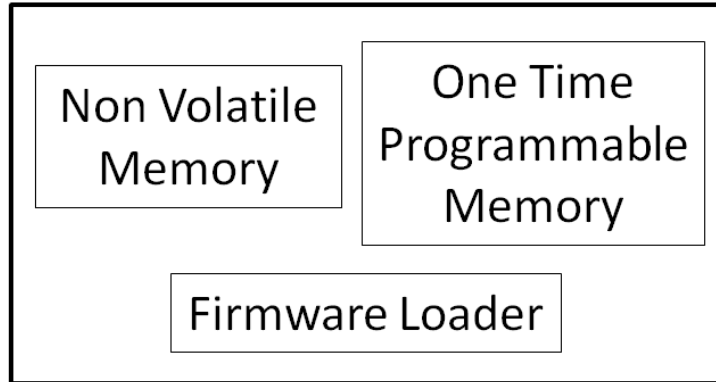 Non Volatile
Memory
One Time
Programmable
Memory
Firmware Loader